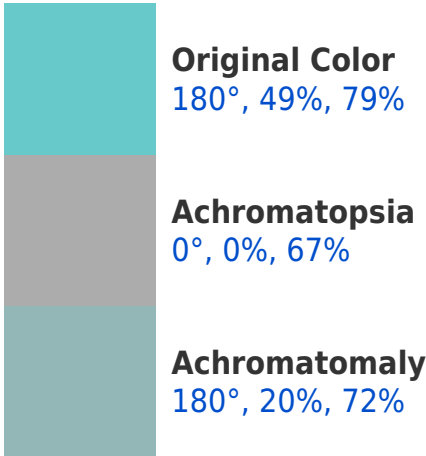 Original Color
180°, 49%, 79%
Achromatopsia
0°, 0%, 67%
Achromatomaly
180°, 20%, 72%